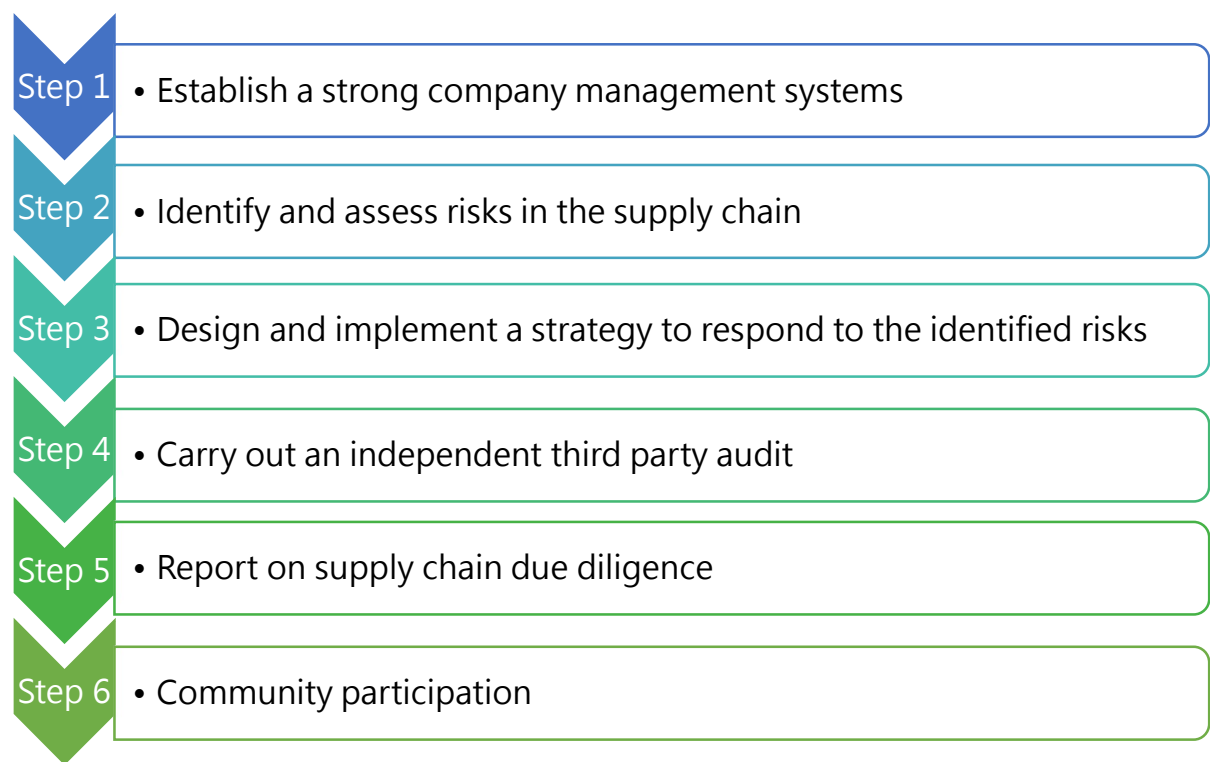 Step 1
• Establish a strong company management systems
Step 2
• Identify and assess risks in the supply chain
Step 3
• Design and implement a strategy to respond to the identified risks
Step 4
• Carry out an independent third party audit
Step 5
• Report on supply chain due diligence
Step 6
• Community participation